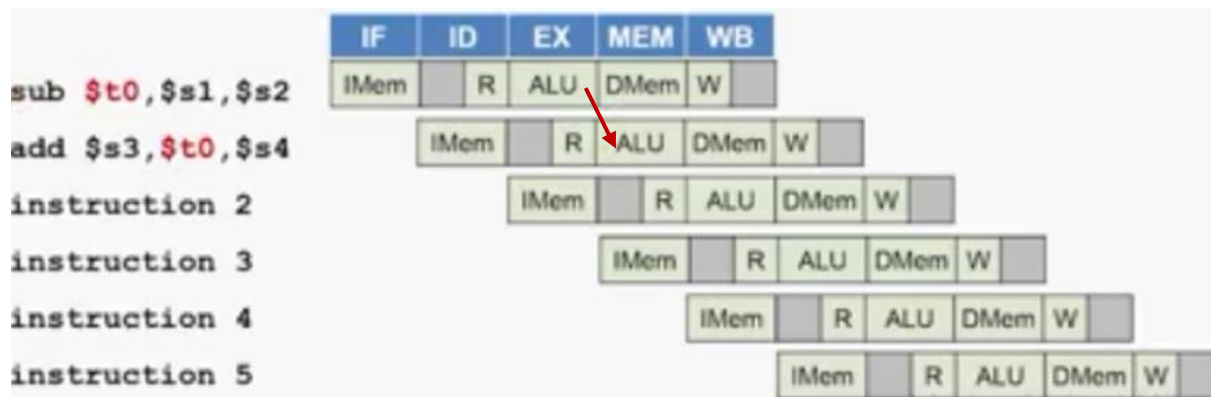 IF ID EX MEM WB
sub $t0,$s1,$s2 IMem R ALU DMem W
add $s3,$t0,$s4 IMem R ALU DMem W
instruction 2 IMem R ALU DMem W
instruction 3 IMem R ALU DMem W
instruction 4 IMem R ALU DMem W
instruction 5 IMem R ALU DMem W